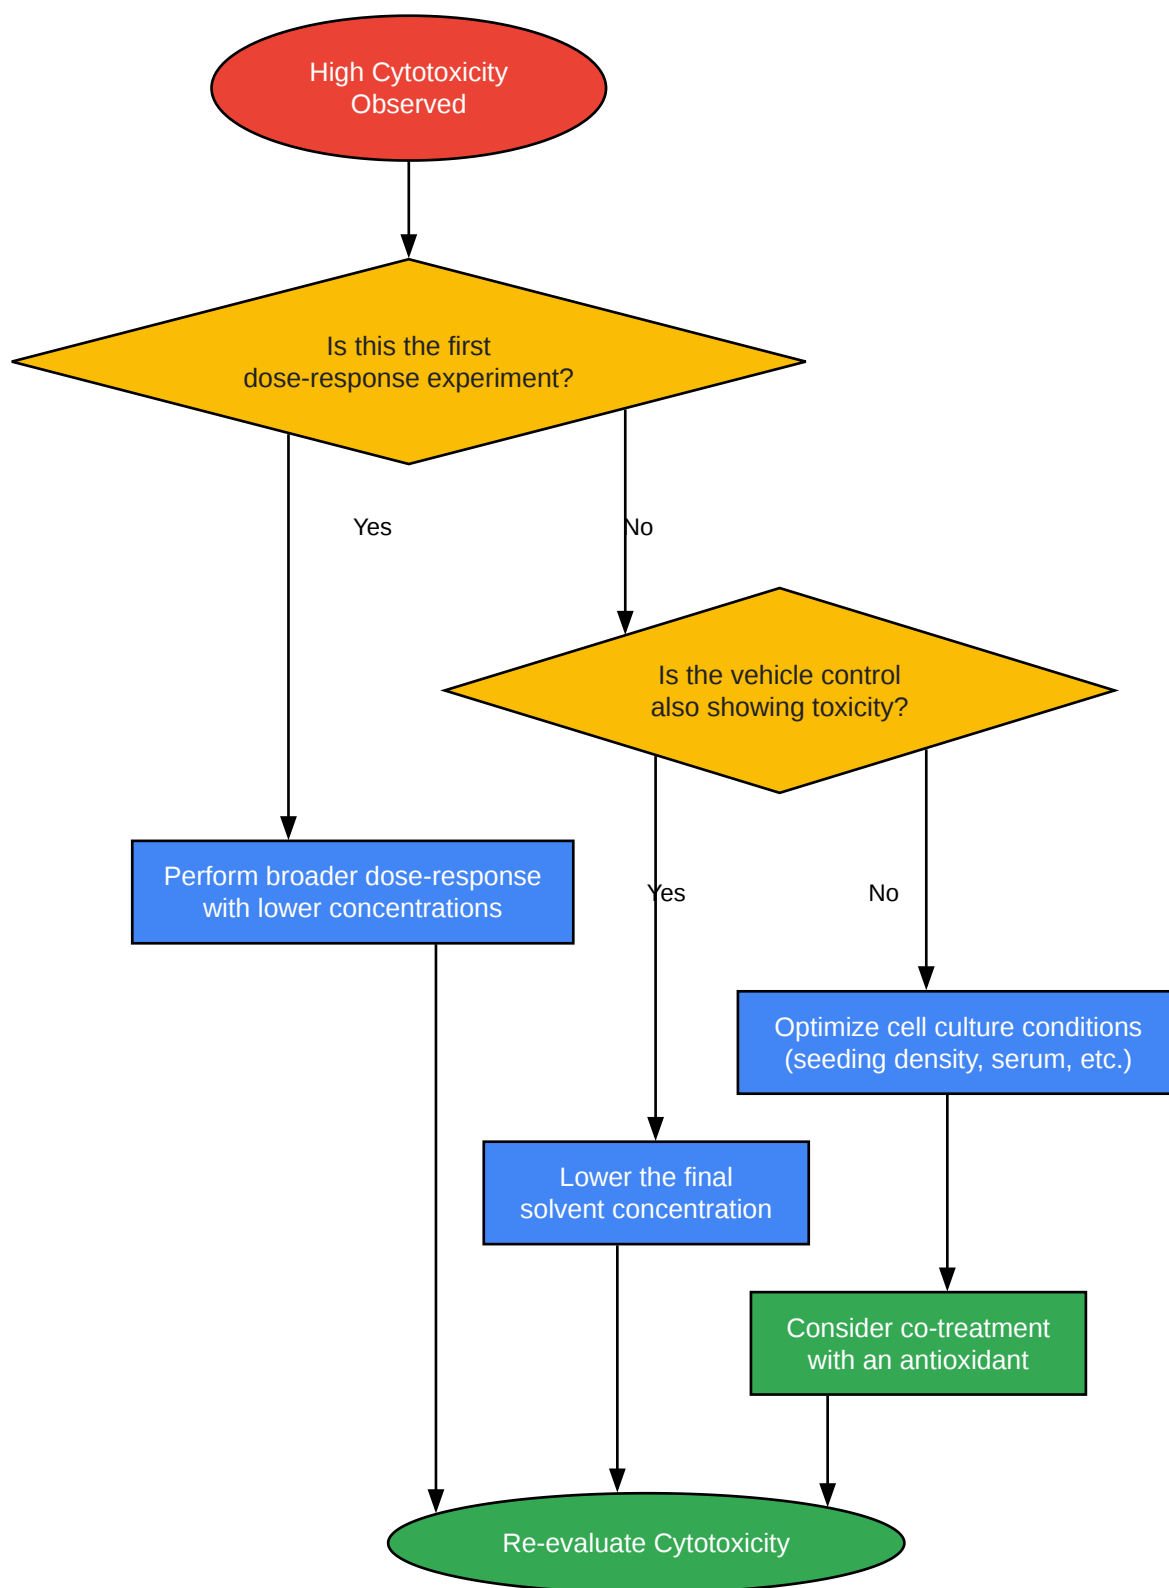 High Cytotoxicity
Observed
Is this the first
dose-response experiment?
Yes
No
Is the vehicle control
also showing toxicity?
Perform broader dose-response
with lower concentrations
Yes
No
Optimize cell culture conditions
(seeding density, serum, etc.)
Lower the final
solvent concentration
Consider co-treatment
with an antioxidant
Re-evaluate Cytotoxicity